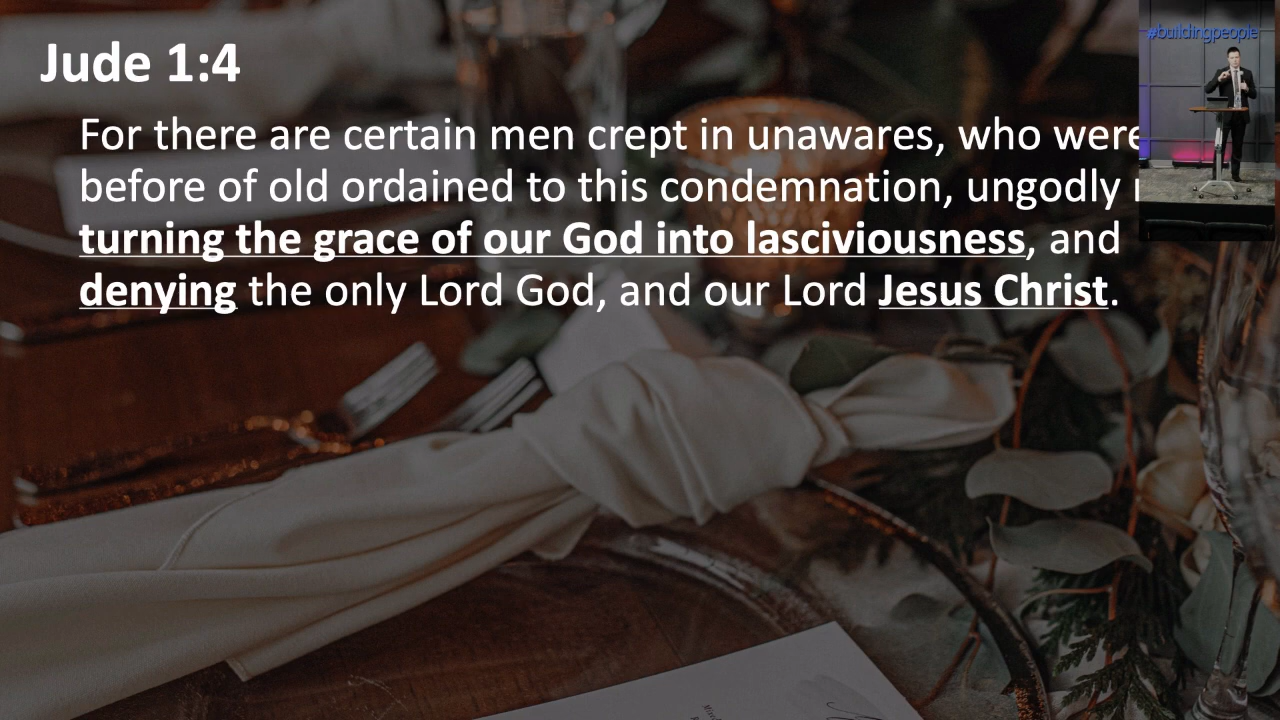 Jude 1:4
#buildingpeople
For there are certain men crept in unawares, who were
before of old ordained to this condemnation, ungodly
turning the grace of our God into lasciviousness, and
denying the only Lord God, and our Lord Jesus Christ.